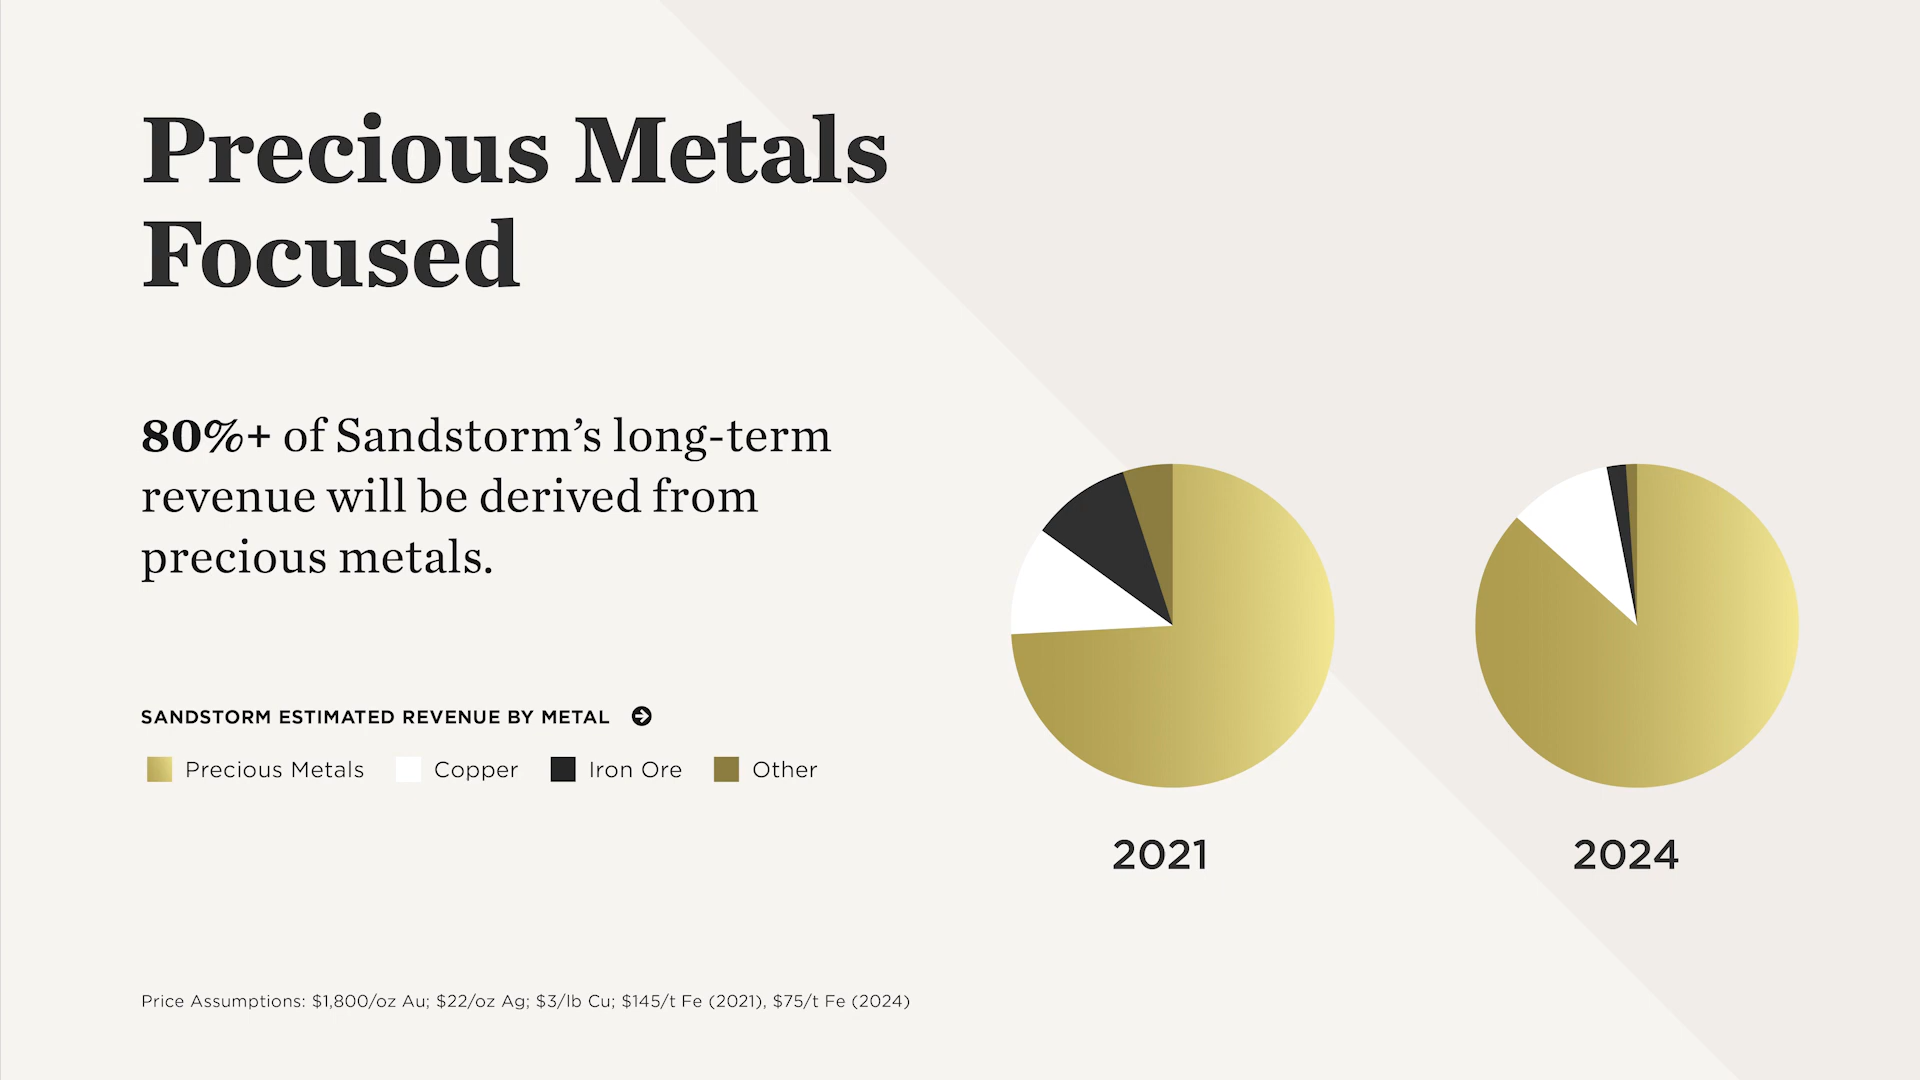 Precious Metals
Focused
80%+ of Sandstorm’s long-term
revenue will be derived from
precious metals.
SANDSTORM ESTIMATED REVENUE BY METAL
Precious Metals Copper Iron Ore Other
2021
2024
Price Assumptions: $1,800/oz Au; $22/oz Ag; $3/lb Cu; $145/t Fe (2021), $75/t Fe (2024)